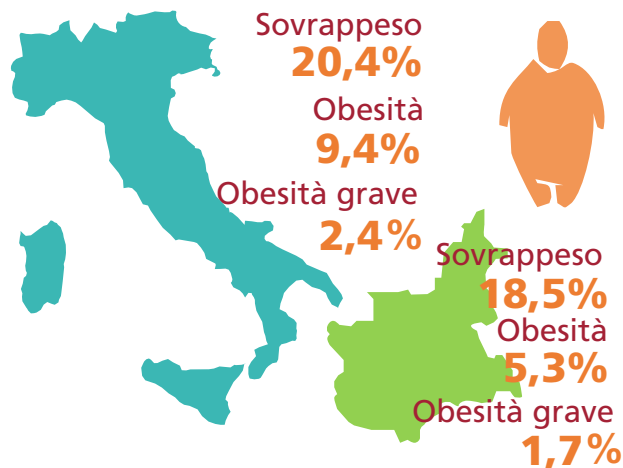 Sovrappeso
20,4%
Obesità
9,4%
Obesità grave
2,4%
Sovrappeso
18,5%
Obesità
5,3%
Obesità grave
1,7%